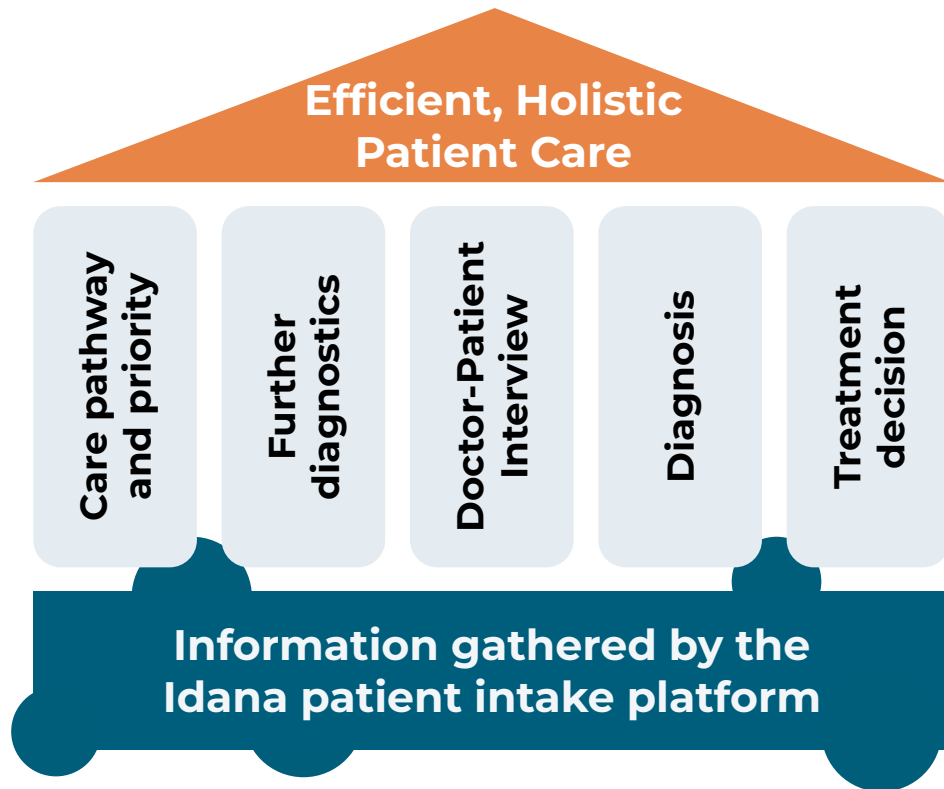 Efficient, Holistic
Patient Care
Care pathway
and priority
Further
diagnostics
Doctor-Patient
Interview
Diagnosis
Treatment
decision
Information gathered by the
Idana patient intake platform